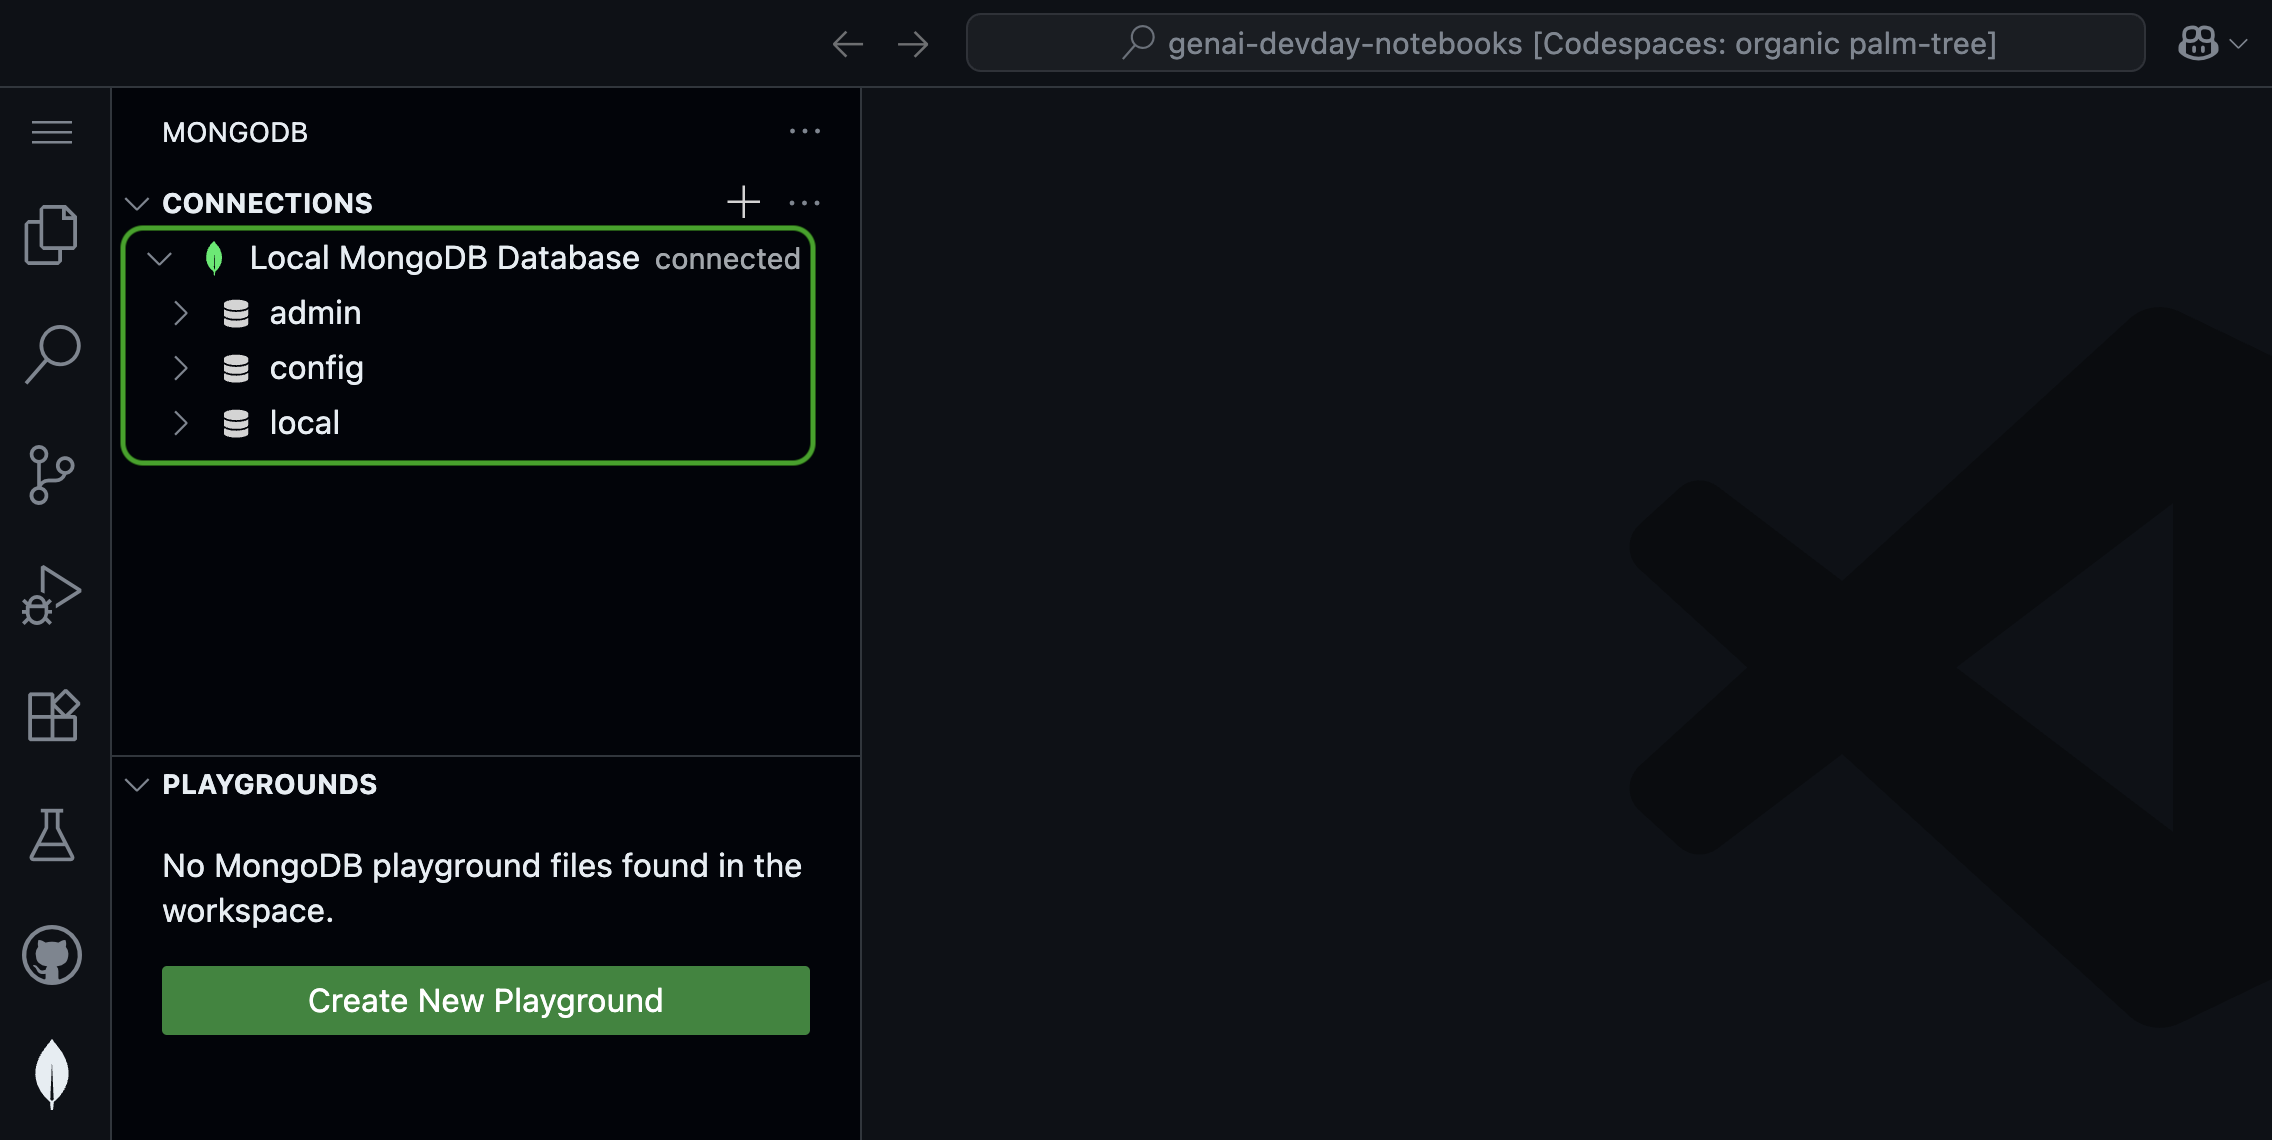 genai-devday-notebooks [Codespaces: organic palm-tree]
MONGODB
CONNECTIONS
Local MongoDB Database connected
admin
config
local
PLAYGROUNDS
No MongoDB playground files found in the
workspace.
Create New Playground